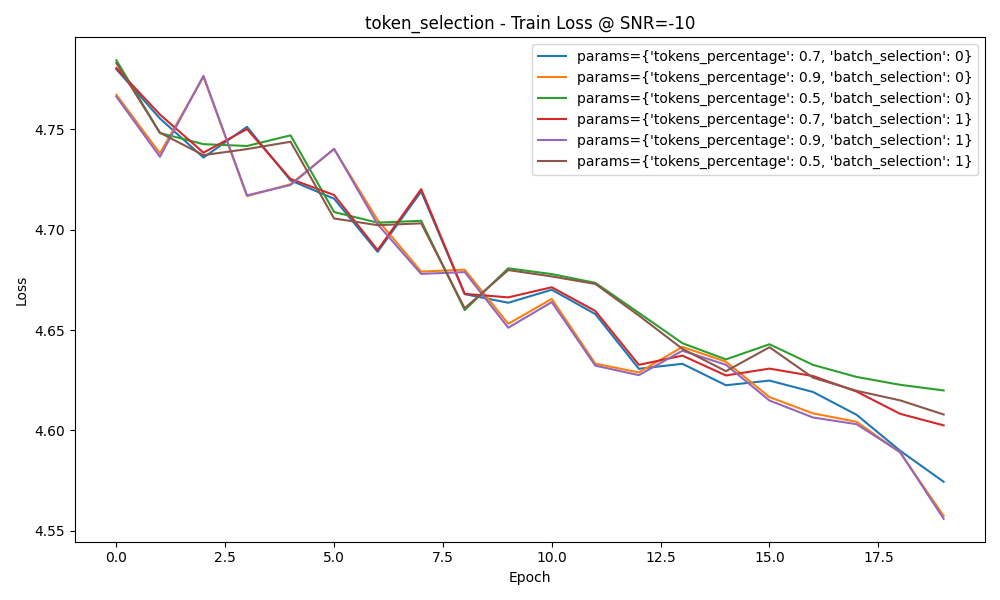 token_selection - Train Loss @ SNR=-10
params={'tokens_percentage': 0.7, 'batch_selection': 0}
params={'tokens_percentage': 0.9, 'batch_selection': 0}
params={'tokens_percentage': 0.5, 'batch_selection': 0}
params={'tokens_percentage': 0.7, 'batch_selection': 1}
params={'tokens_percentage': 0.9, 'batch_selection': 1}
params={'tokens_percentage': 0.5, 'batch_selection': 1}
Loss
4.75
4.70
4.65
4.60
4.55
0.0 2.5 5.0 7.5 10.0 12.5 15.0 17.5
Epoch